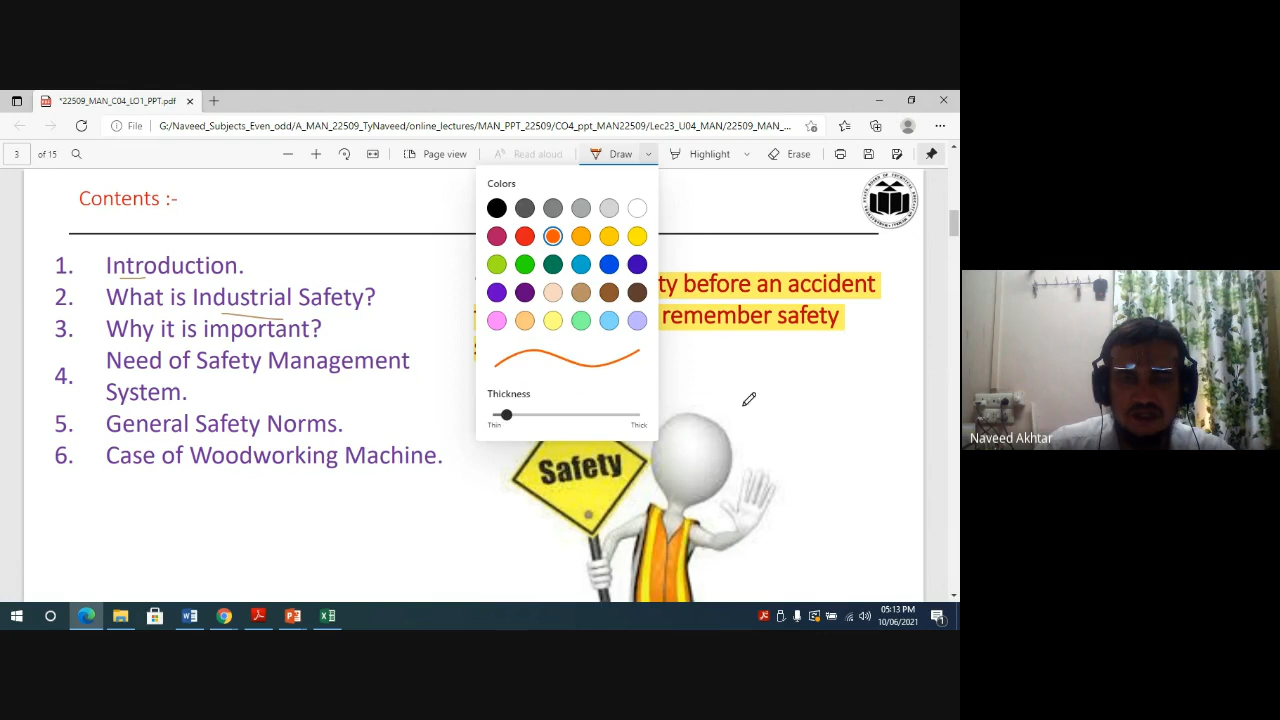 *22509_MAN_C04_LO1_PPT.pdf
File
G:/Naveed_Subjects_Even_odd/A_MAN_22509_TyNaveed/online_lectures/MAN_PPT_22509/CO4_ppt_MAN22509/Lec23_U04_MAN/22509_MAN_...
3 of 15
Page view
Read aloud
Draw
Highlight
Erase
Contents :-
1. Introduction.
2. What is Industrial Safety?
3. Why it is important?
4. Need of Safety Management
System.
5. General Safety Norms.
6. Case of Woodworking Machine.
Colors
Thickness
Thin
Thick
ty before an accident
remember safety
Safety
Naveed Akhtar
05:13 PM
10/06/2021
1